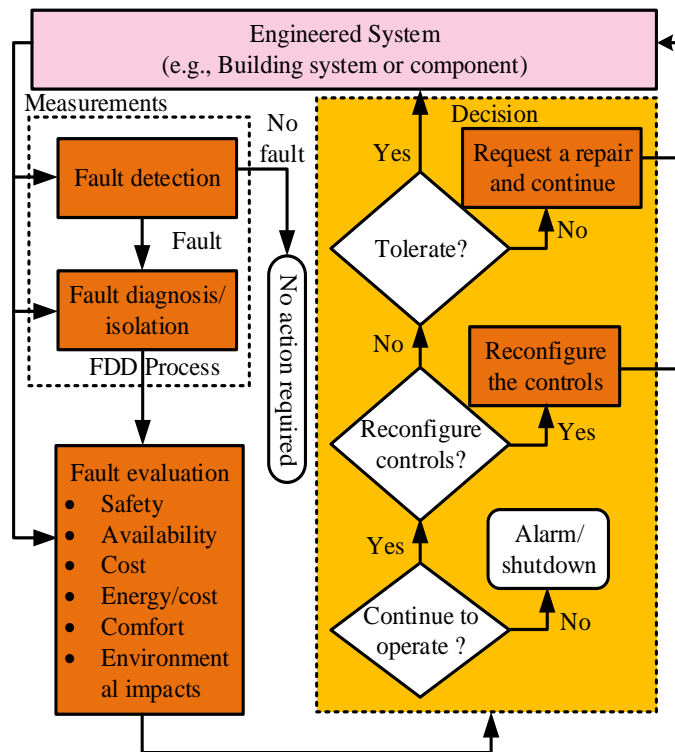 Engineered System
(e.g., Building system or component)
Measurements
Fault detection
No
fault
Fault
Fault diagnosis/
isolation
FDD Process
No action required
Fault evaluation
• Safety
• Availability
• Cost
• Energy/cost
• Comfort
• Environment
al impacts
Decision
Yes
Request a repair
and continue
Tolerate?
No
No
Reconfigure
the controls
Reconfigure
controls?
Yes
Yes
Alarm/
shutdown
Continue to
operate ?
No